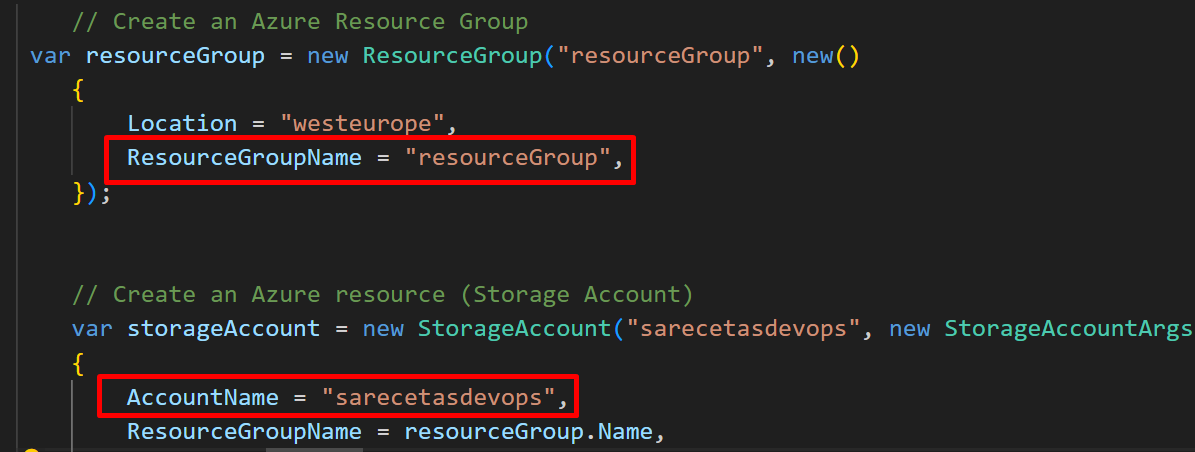 // Create an Azure Resource Group
var resourceGroup = new ResourceGroup("resourceGroup", new()
{
Location = "westeurope",
ResourceGroupName = "resourceGroup",
});
// Create an Azure resource (Storage Account)
var storageAccount = new StorageAccount("sarecetasdevops", new StorageAccountArgs
{
AccountName = "sarecetasdevops",
ResourceGroupName = resourceGroup.Name,